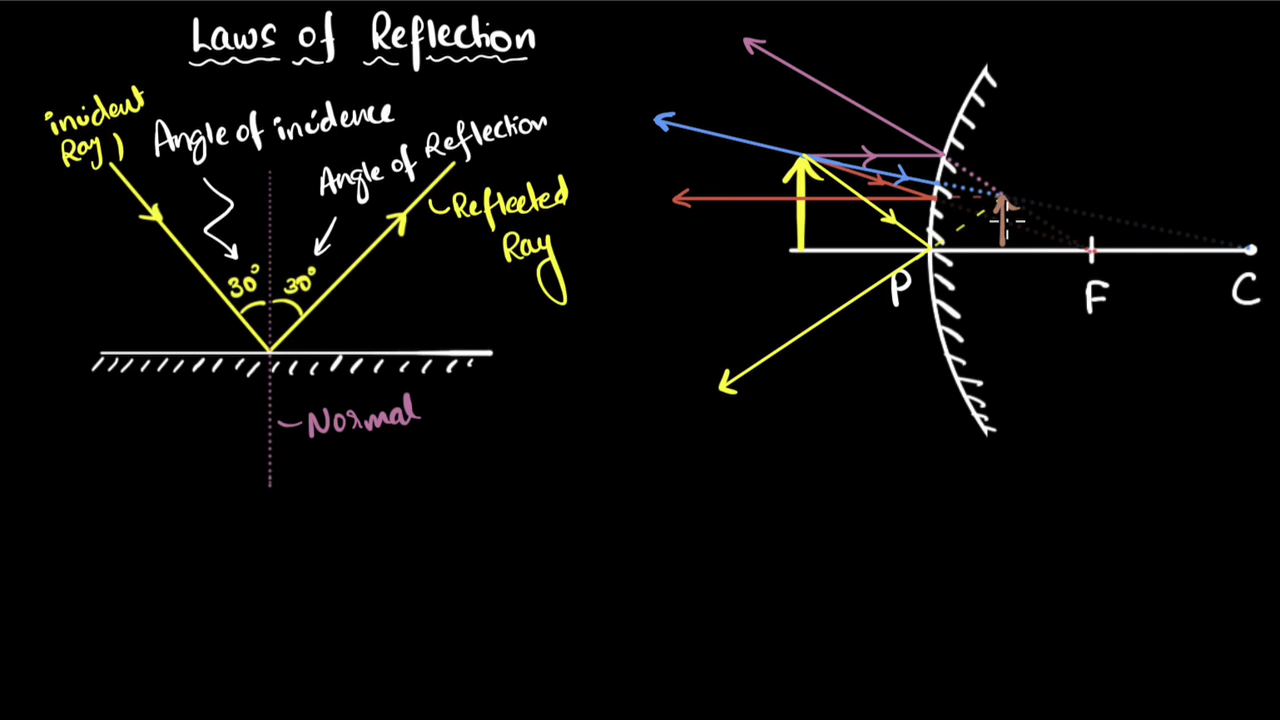 Laws of Reflection
incident
Ray)
Angle of incidence
Angle of Reflection
Reflected
Ray
30°
30°
Normal
P
F
C